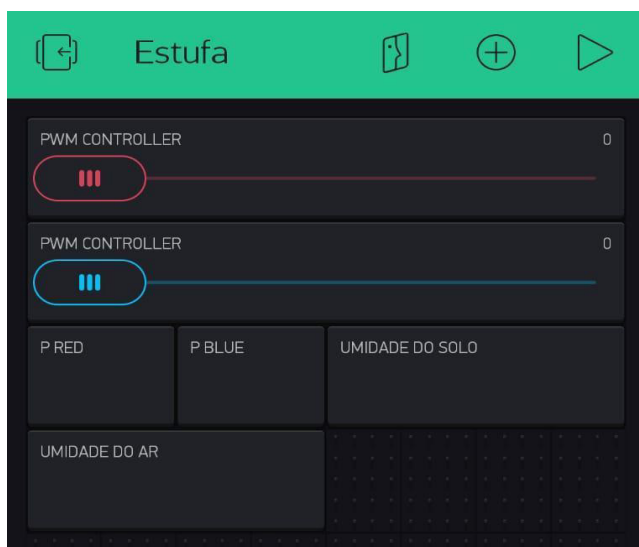 Estufa
PWM CONTROLLER 0
PWM CONTROLLER 0
P RED P BLUE UMIDADE DO SOLO
UMIDADE DO AR